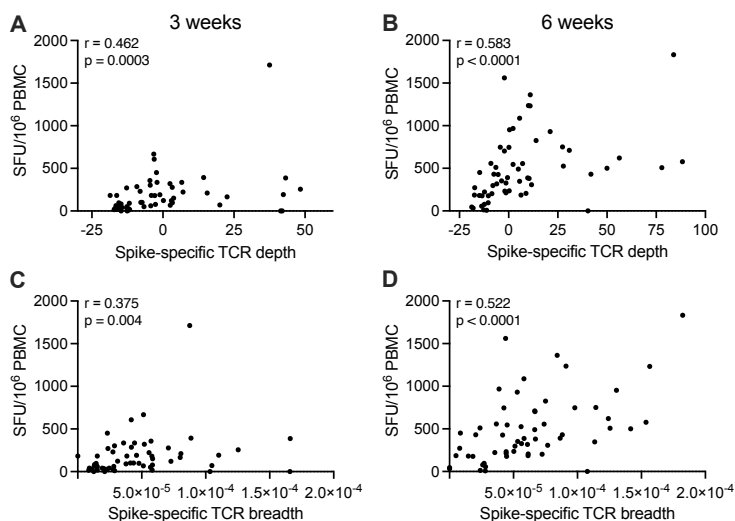 A
3 weeks
r = 0.462
p = 0.0003
SFU/10⁶ PBMC
2000
1500
1000
500
0
-25 0 25 50
Spike-specific TCR depth
B
6 weeks
r = 0.583
p < 0.0001
SFU/10⁶ PBMC
2000
1500
1000
500
0
-25 0 25 50 75 100
Spike-specific TCR depth
C
r = 0.375
p = 0.004
SFU/10⁶ PBMC
2000
1500
1000
500
0
5.0×10⁻⁵ 1.0×10⁻⁴ 1.5×10⁻⁴ 2.0×10⁻⁴
Spike-specific TCR breadth
D
r = 0.522
p < 0.0001
SFU/10⁶ PBMC
2000
1500
1000
500
0
5.0×10⁻⁵ 1.0×10⁻⁴ 1.5×10⁻⁴ 2.0×10⁻⁴
Spike-specific TCR breadth